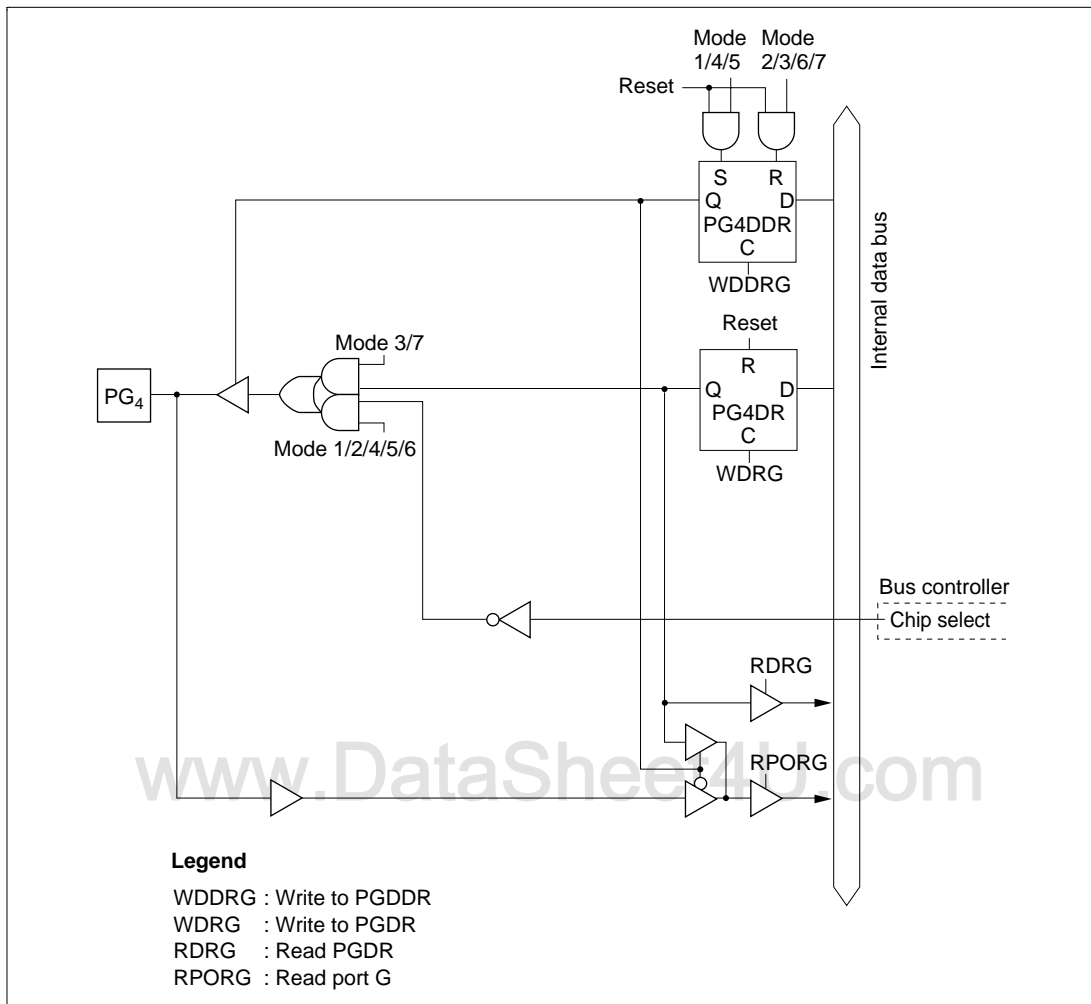 Mode
1/4/5
Mode
2/3/6/7
Reset
S
R
Q
D
PG4DDR
C
WDDRG
Internal data bus
Reset
R
Q
D
PG4DR
C
WDRG
Mode 3/7
PG4
Mode 1/2/4/5/6
Bus controller
Chip select
RDRG
RPORG
www.DataSheet4U.com
Legend
WDDRG : Write to PGDDR
WDRG : Write to PGDR
RDRG : Read PGDR
RPORG : Read port G